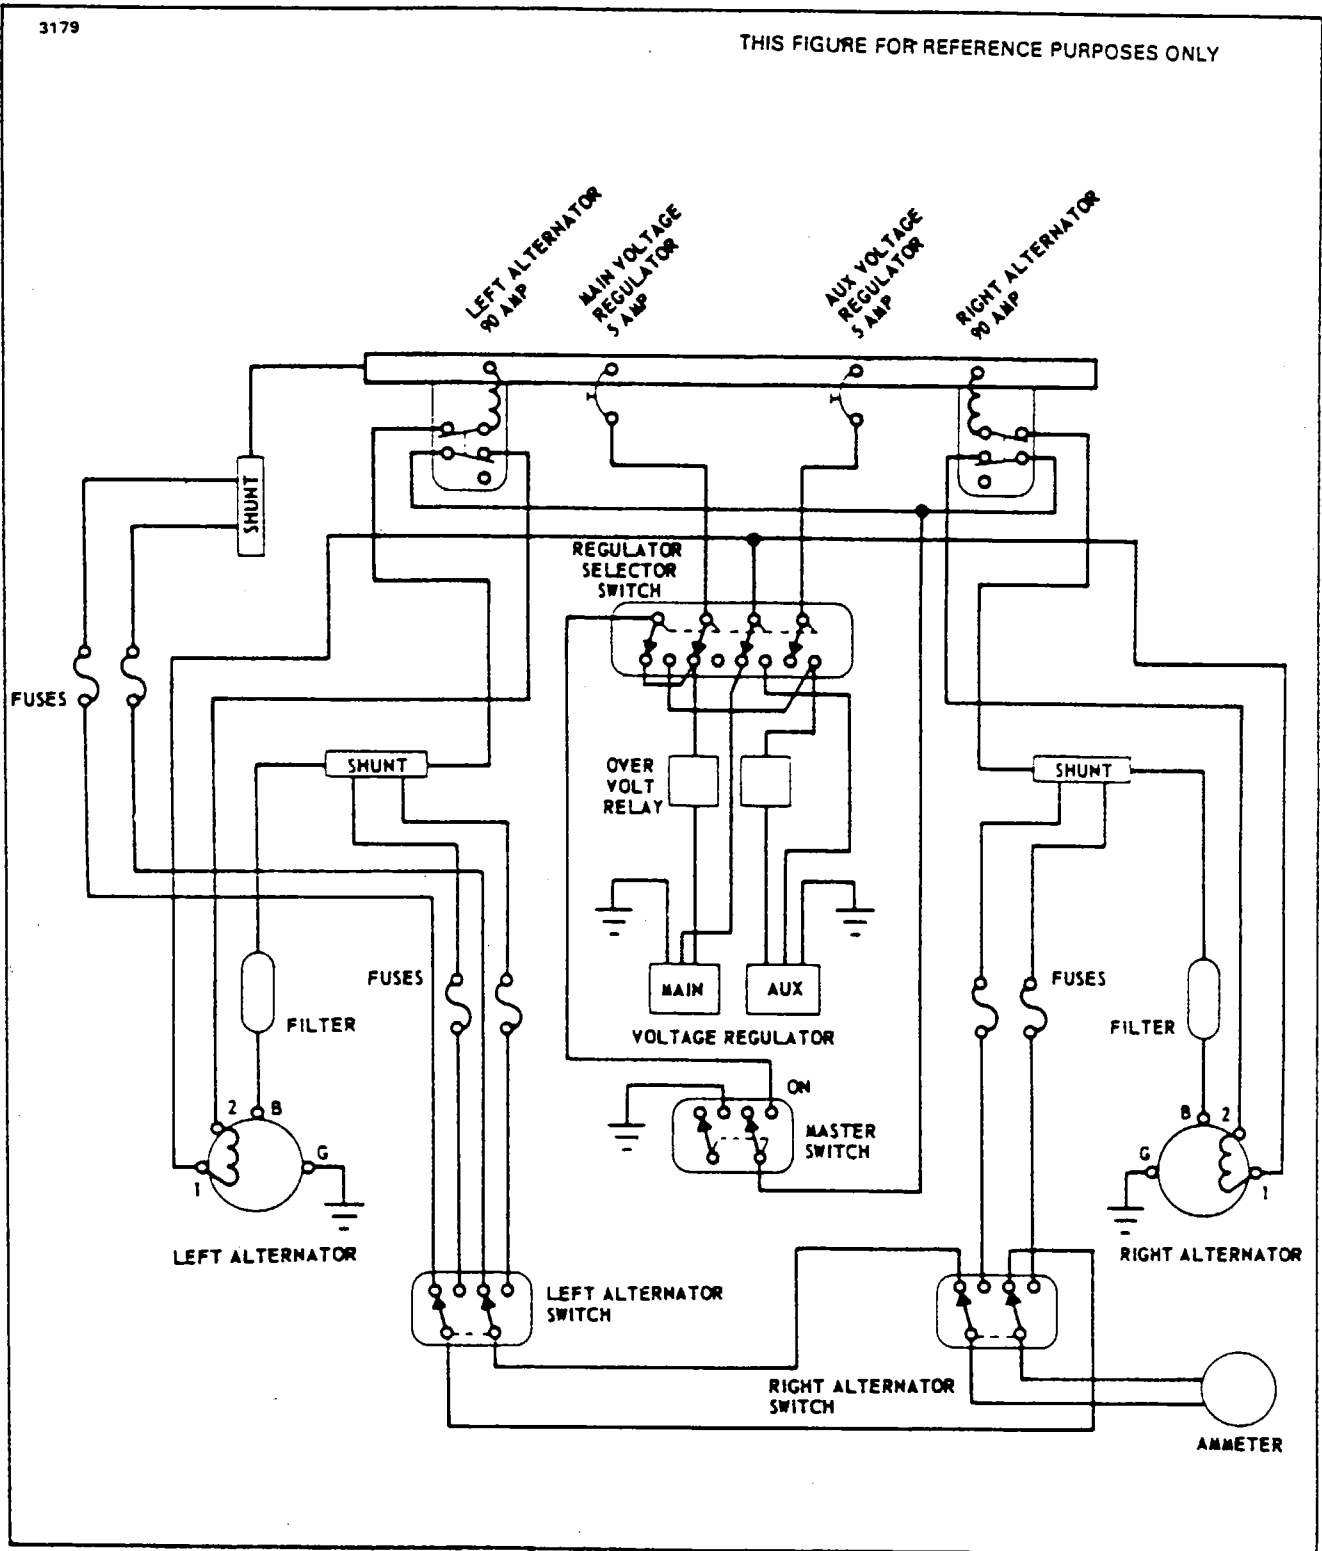 3179
THIS FIGURE FOR REFERENCE PURPOSES ONLY
LEFT ALTERNATOR
90 AMP
MAIN VOLTAGE
REGULATOR
5 AMP
AUX VOLTAGE
REGULATOR
5 AMP
RIGHT ALTERNATOR
90 AMP
SHUNT
REGULATOR
SELECTOR
SWITCH
FUSES
SHUNT
OVER
VOLT
RELAY
SHUNT
FUSES
FILTER
MAIN
AUX
VOLTAGE REGULATOR
FUSES
FILTER
ON
MASTER
SWITCH
2
B
G
1
LEFT ALTERNATOR
B
2
G
1
RIGHT ALTERNATOR
LEFT ALTERNATOR
SWITCH
RIGHT ALTERNATOR
SWITCH
AMMETER